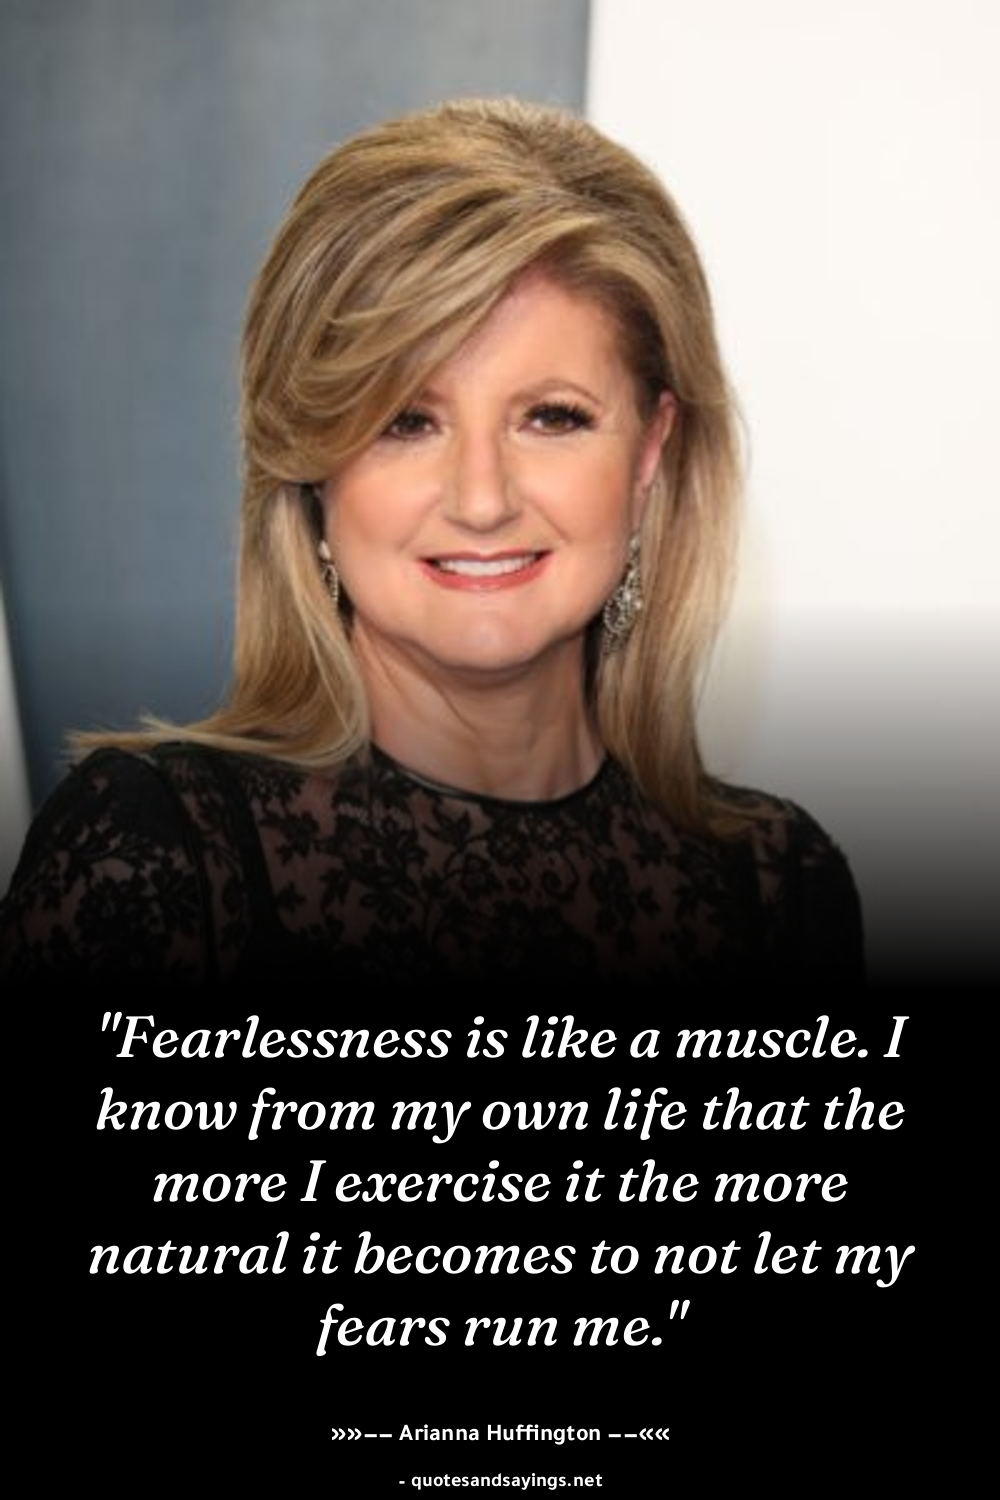 "Fearlessness is like a muscle. I
know from my own life that the
more I exercise it the more
natural it becomes to not let my
fears run me."
»»–– Arianna Huffington ––««
- quotesandsayings.net